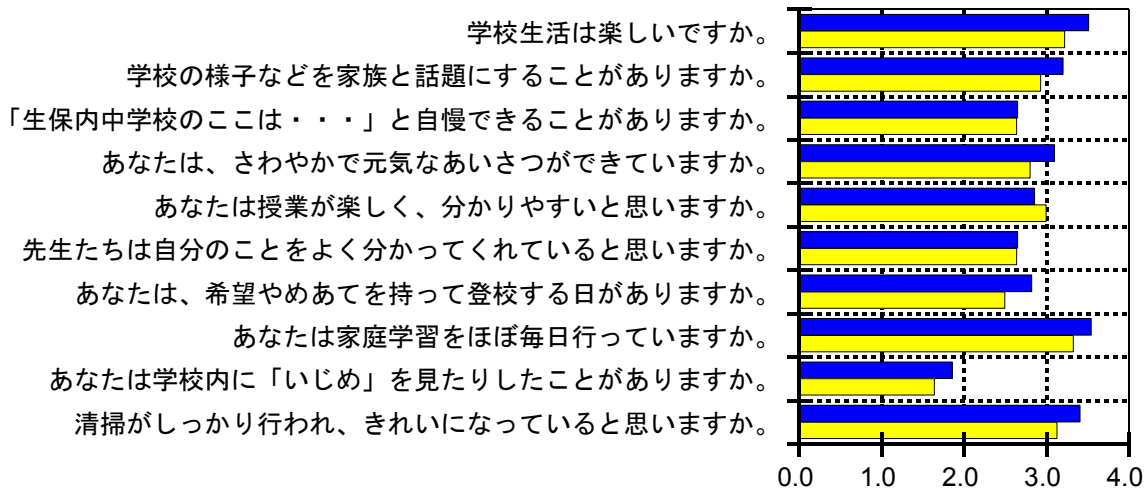 学校生活は楽しいですか。
学校の様子などを家族と話題にすることがありますか。
「生保内中学校のここは・・・」と自慢できることがありますか。
あなたは、さわやかで元気なあいさつができていますか。
あなたは授業が楽しく、分かりやすいと思いますか。
先生たちは自分のことをよく分かってくれていると思いますか。
あなたは、希望やめあてを持って登校する日がありますか。
あなたは家庭学習をほぼ毎日行っていますか。
あなたは学校内に「いじめ」を見たりしたことがありますか。
清掃がしっかり行われ、きれいになっていると思いますか。
0.0 1.0 2.0 3.0 4.0